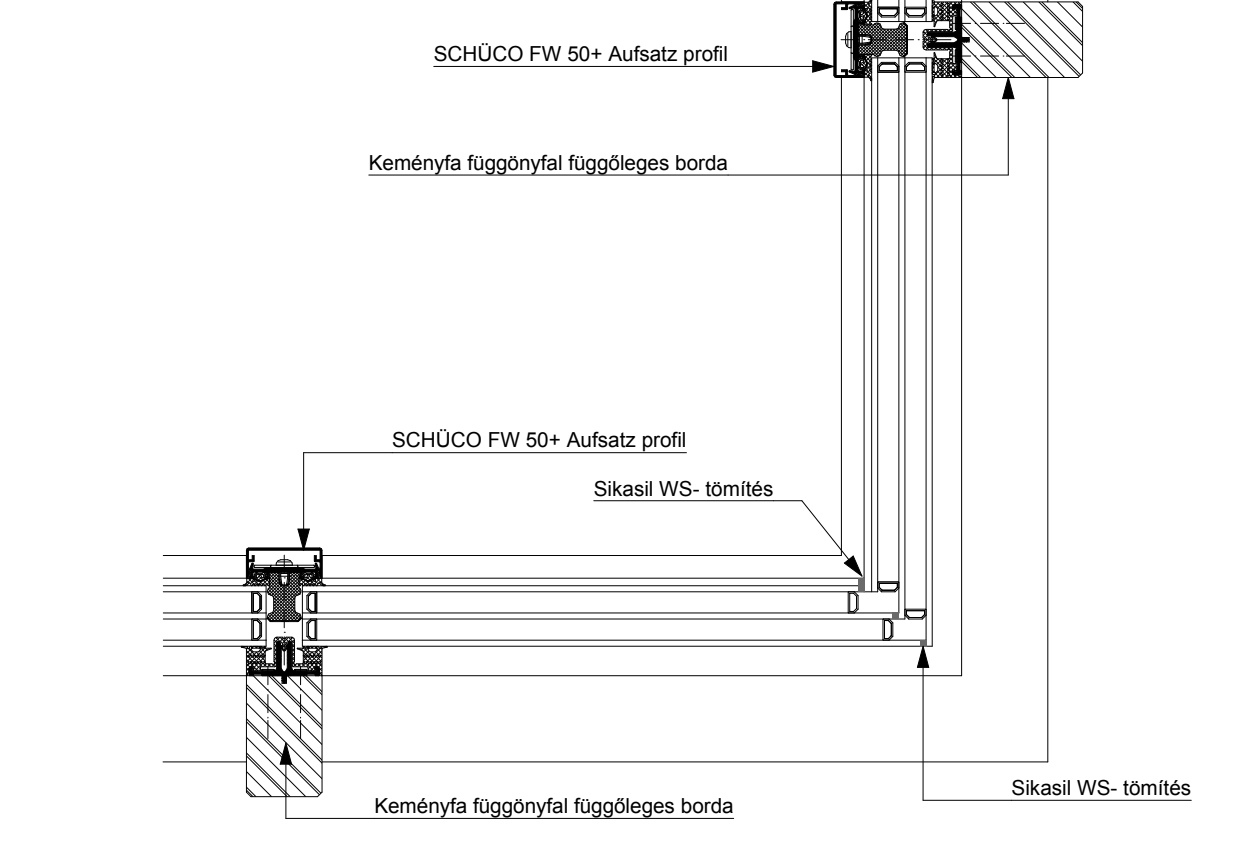 SCHÜCO FW 50+ Aufsatz profil
Keményfa függönyfal függőleges borda
SCHÜCO FW 50+ Aufsatz profil
Sikasil WS- tömítés
Sikasil WS- tömítés
Keményfa függönyfal függőleges borda